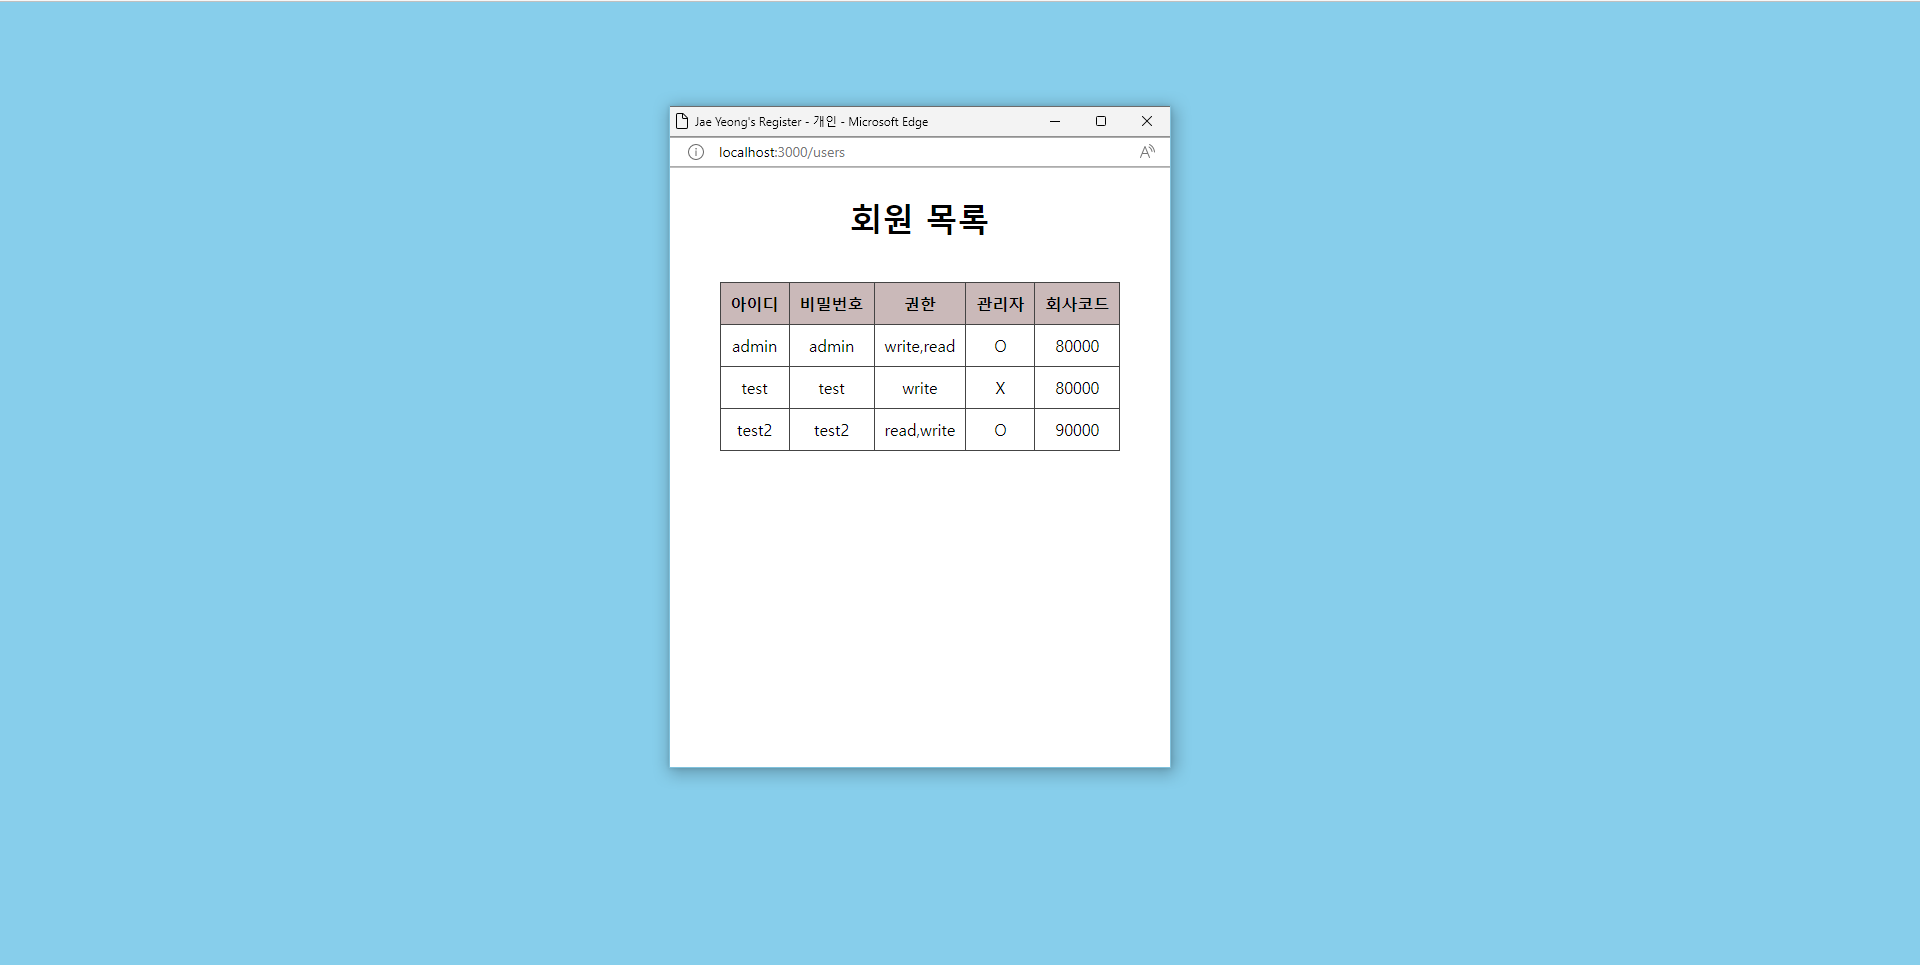 Jae Yeong's Register - 개인 - Microsoft Edge
localhost:3000/users
회원 목록
아이디 비밀번호 권한 관리자 회사코드
admin admin write,read O 80000
test test write X 80000
test2 test2 read,write O 90000